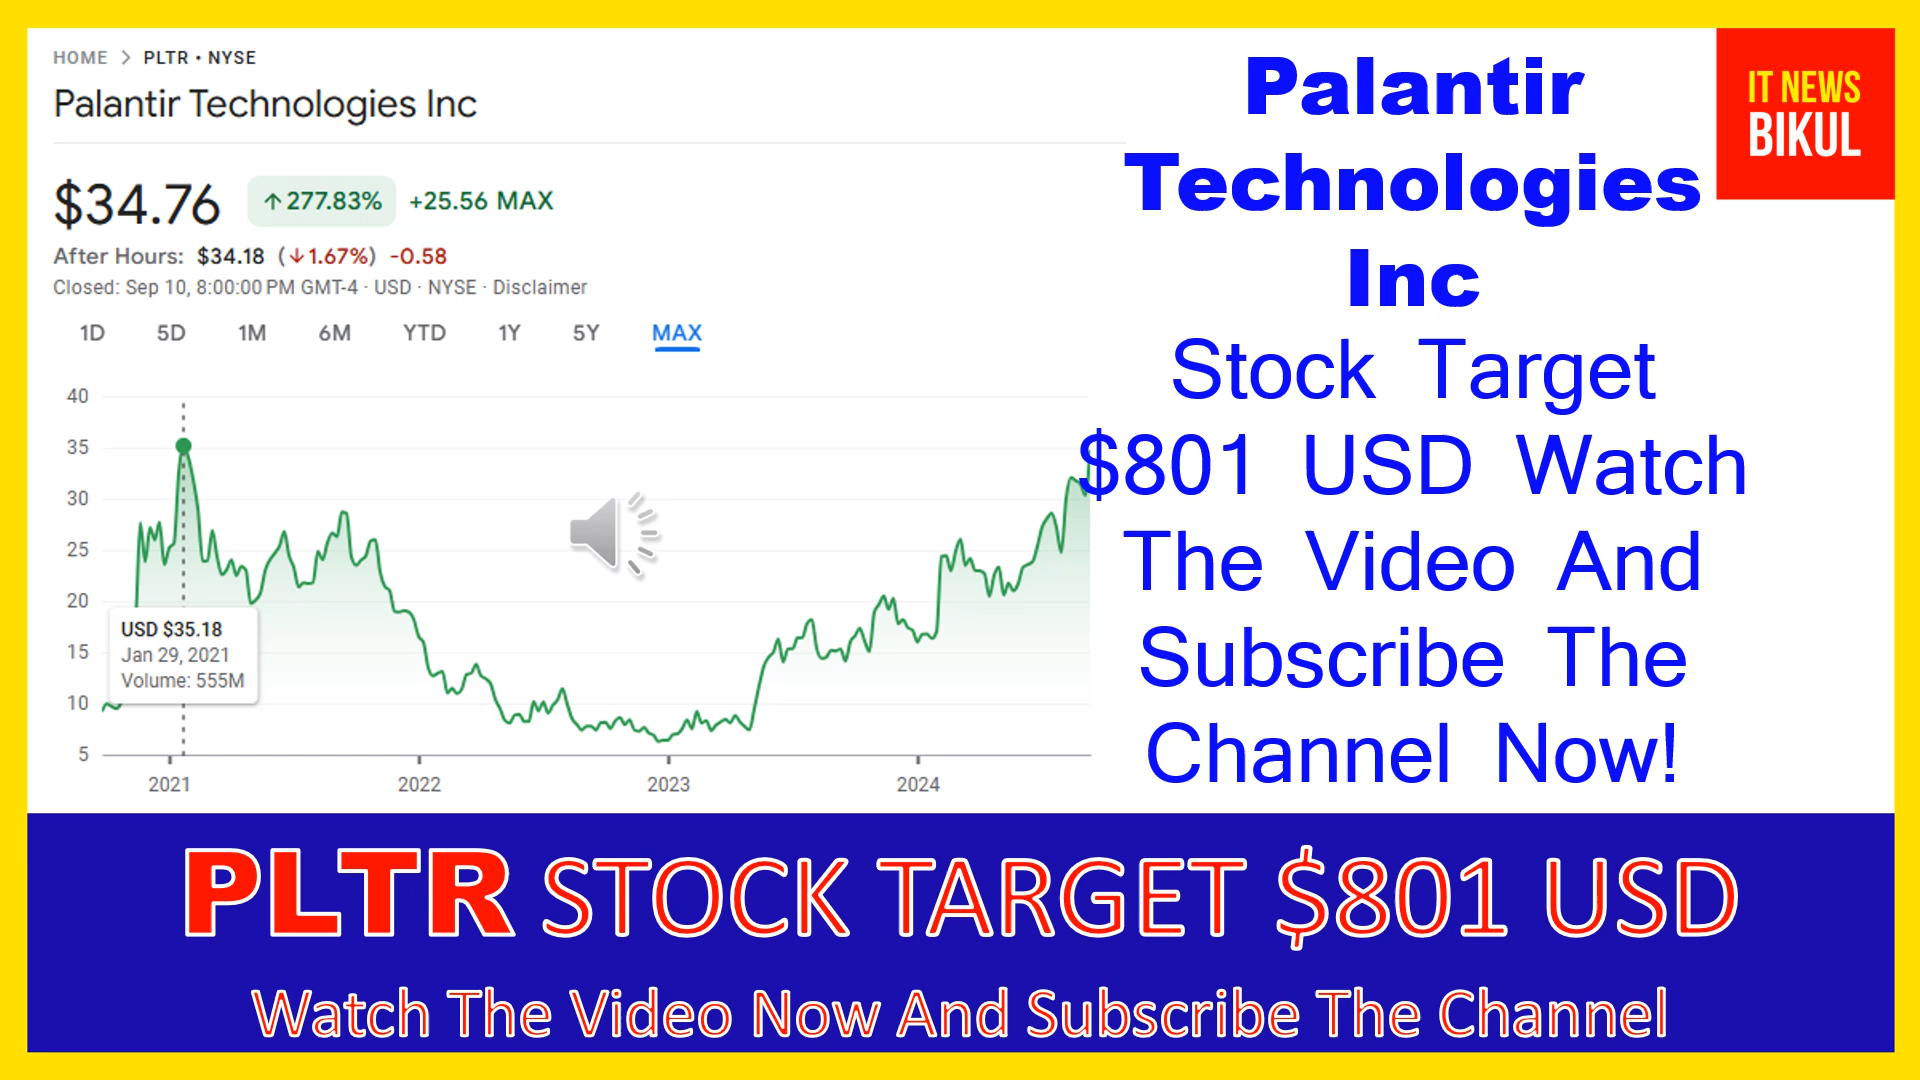 HOME > PLTR • NYSE
Palantir Technologies Inc
$34.76 ↑277.83% +25.56 MAX
After Hours: $34.18 (↓1.67%) -0.58
Closed: Sep 10, 8:00:00 PM GMT-4 · USD · NYSE · Disclaimer
1D 5D 1M 6M YTD 1Y 5Y MAX
40
35
30
25
20
15
10
5
USD $35.18
Jan 29, 2021
Volume: 555M
2021 2022 2023 2024
Palantir
Technologies
Inc
Stock Target
$801 USD Watch
The Video And
Subscribe The
Channel Now!
IT NEWS
BIKUL
PLTR STOCK TARGET $801 USD
Watch The Video Now And Subscribe The Channel